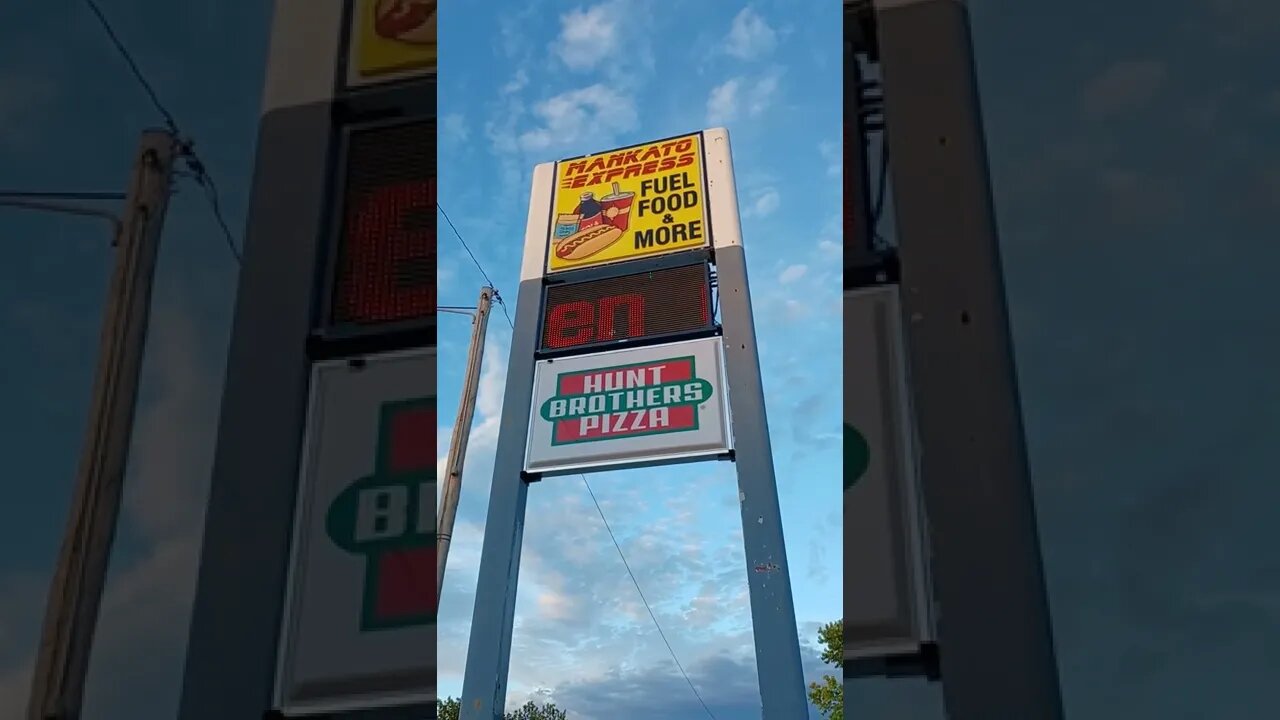 MANKATO
EXPRESS
FUEL
FOOD
&
MORE
en
HUNT
BROTHERS
PIZZA
®